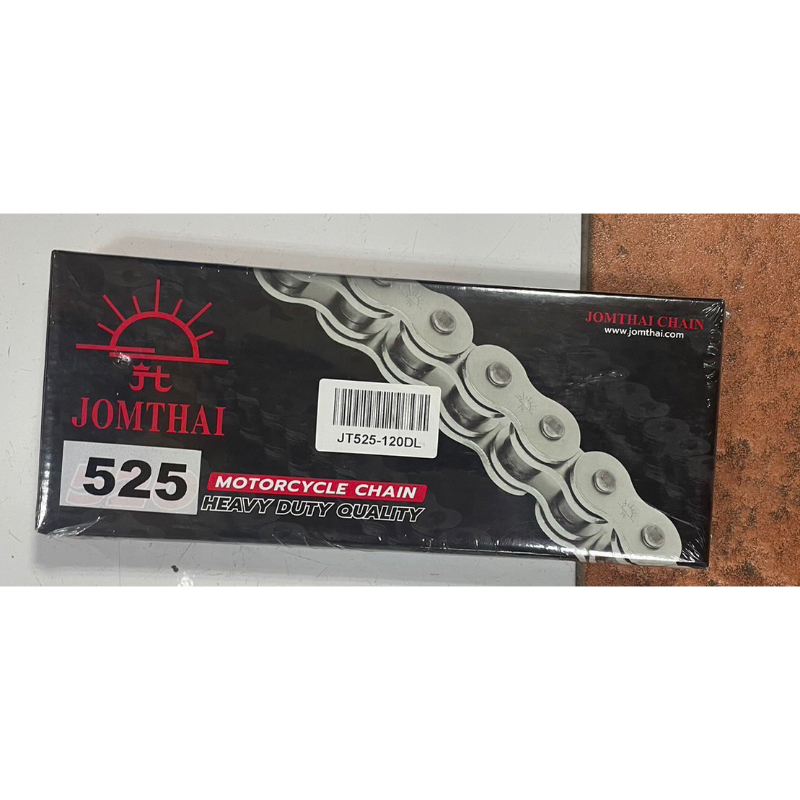 JOMTHAI CHAIN
www.jomthai.com
JOMTHAI
JT525-120DL
525
MOTORCYCLE CHAIN
HEAVY DUTY QUALITY